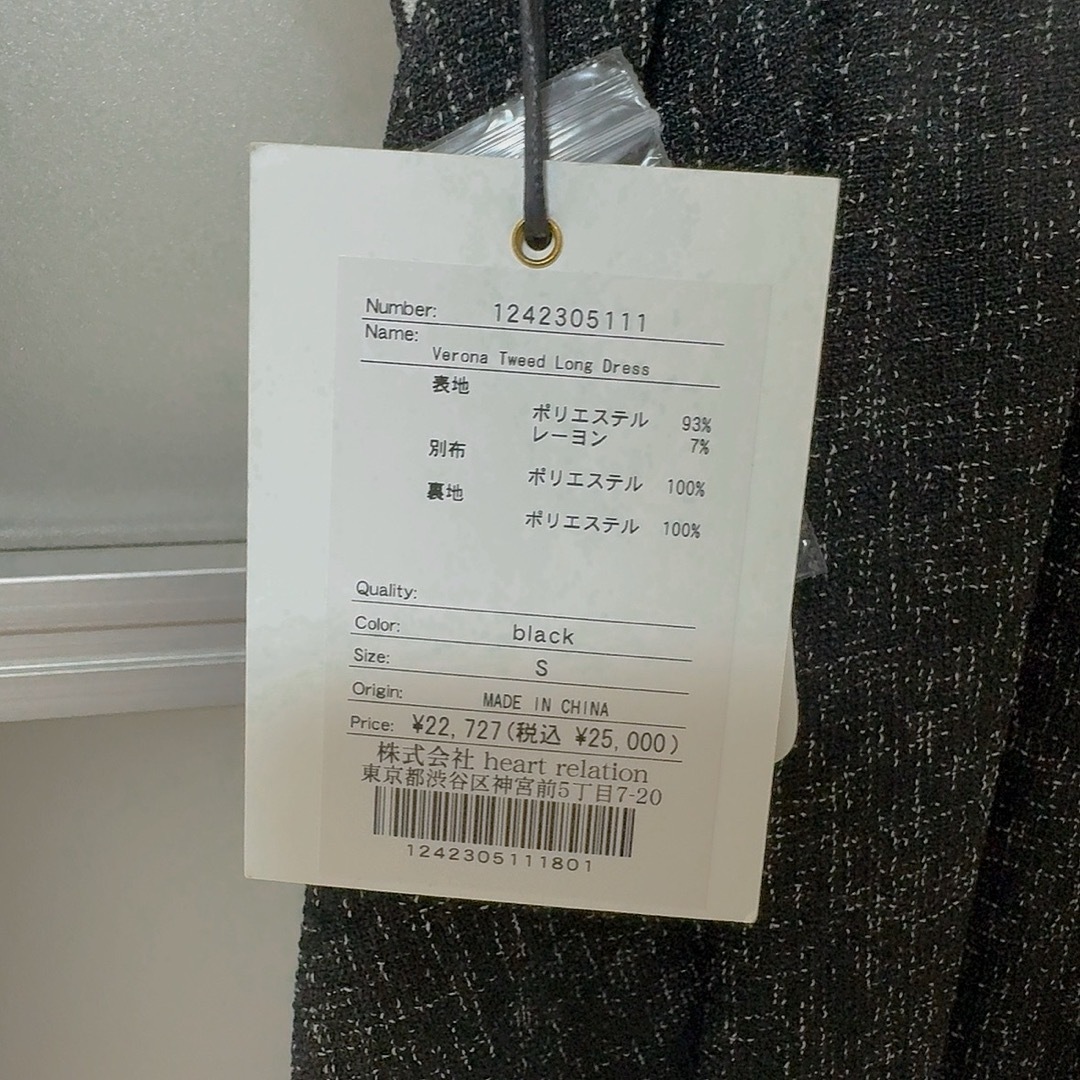 Number: 1242305111
Name:
Verona Tweed Long Dress
表地
ポリエステル 93%
レーヨン 7%
別布
ポリエステル 100%
裏地
ポリエステル 100%
Quality:
Color: black
Size: S
Origin: MADE IN CHINA
Price: ¥22,727(税込 ¥25,000)
株式会社 heart relation
東京都渋谷区神宮前5丁目7-20
1242305111801